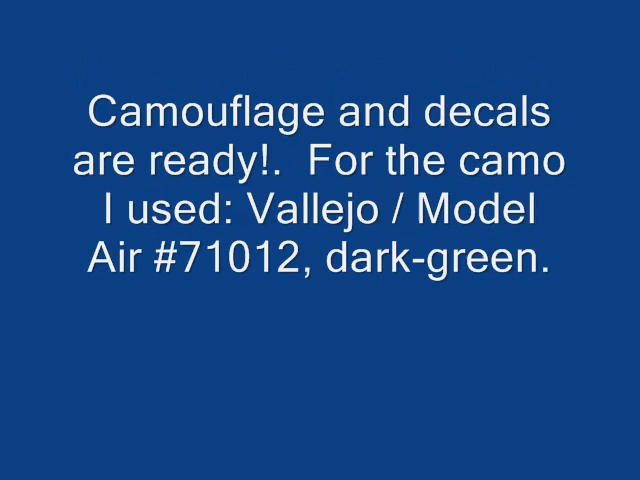 Camouflage and decals
are ready!.  For the camo
I used: Vallejo / Model
Air #71012, dark-green.